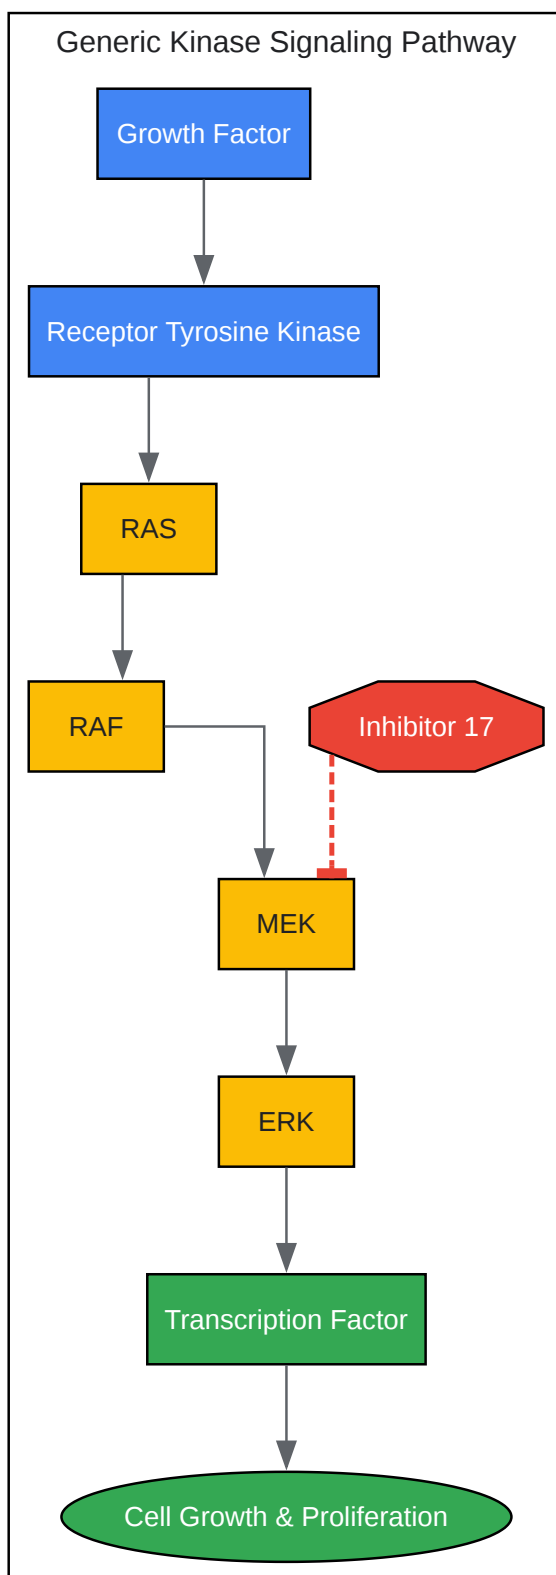 Generic Kinase Signaling Pathway
Growth Factor
Receptor Tyrosine Kinase
RAS
RAF
Inhibitor 17
MEK
ERK
Transcription Factor
Cell Growth & Proliferation